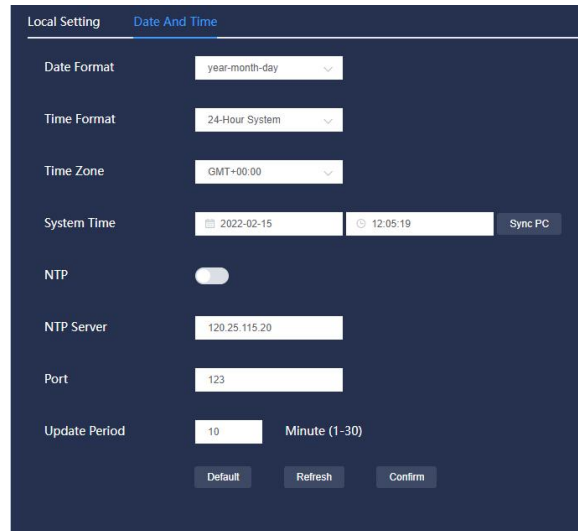 Local Setting Date And Time
Date Format year-month-day
Time Format 24-Hour System
Time Zone GMT+00:00
System Time 2022-02-15 12:05:19 Sync PC
NTP
NTP Server 120.25.115.20
Port 123
Update Period 10 Minute (1-30)
Default Refresh Confirm